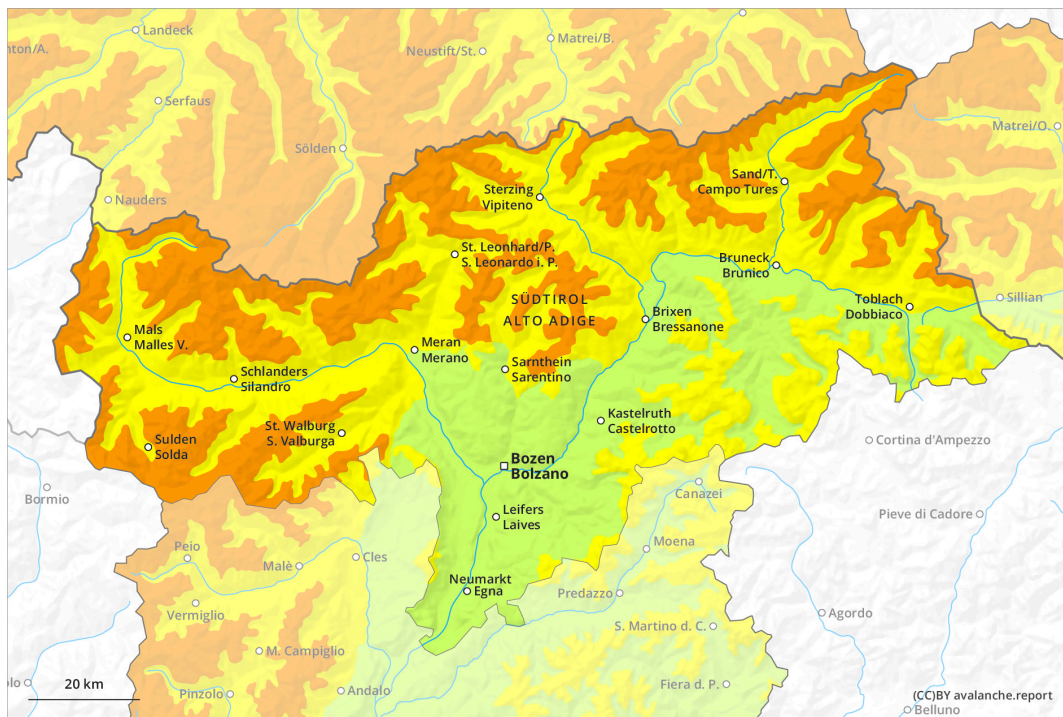 Landeck
Matrei/B.
nton/A.
Neustift/St.
Serfaus
Matrei/O.
Sölden
Sand/T.
Campo Tures
Sterzing
Vipiteno
Nauders
St. Leonhard/P.
S. Leonardo i. P.
Bruneck
Brunico
SÜDTIROL
ALTO ADIGE
Toblach
Dobbiaco
Sillian
Brixen
Bressanone
Mals
Malles V.
Meran
Merano
Sarnthein
Sarentino
Schlanders
Silandro
Kastelruth
Castelrotto
St. Walburg
S. Valburga
Sulden
Solda
Cortina d'Ampezzo
Bozen
Bolzano
Bormio
Canazei
Leifers
Laives
Pieve di Cadore
Moena
Peio
Cles
Malè
Neumarkt
Egna
Predazzo
Vermiglio
Agordo
S. Martino d. C.
M. Campiglio
20 km
olo
Pinzolo
Andalo
Fiera d. P.
(CC)BY avalanche.report
Belluno